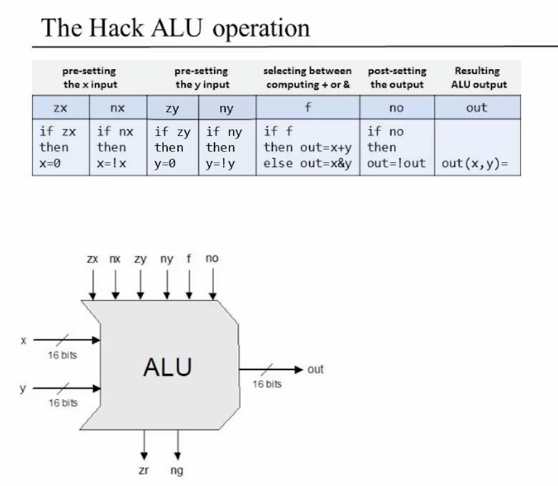 The Hack ALU operation
pre-setting the x input
pre-setting the y input
selecting between computing + or &
post-setting the output
Resulting ALU output
zx nx zy ny f no out
if zx then x=0
if nx then x=!x
if zy then y=0
if ny then y=!y
if f then out=x+y else out=x&y
if no then out=!out
out(x,y)=
zx nx zy ny f no
x
16 bits
y
16 bits
ALU
out
16 bits
zr ng